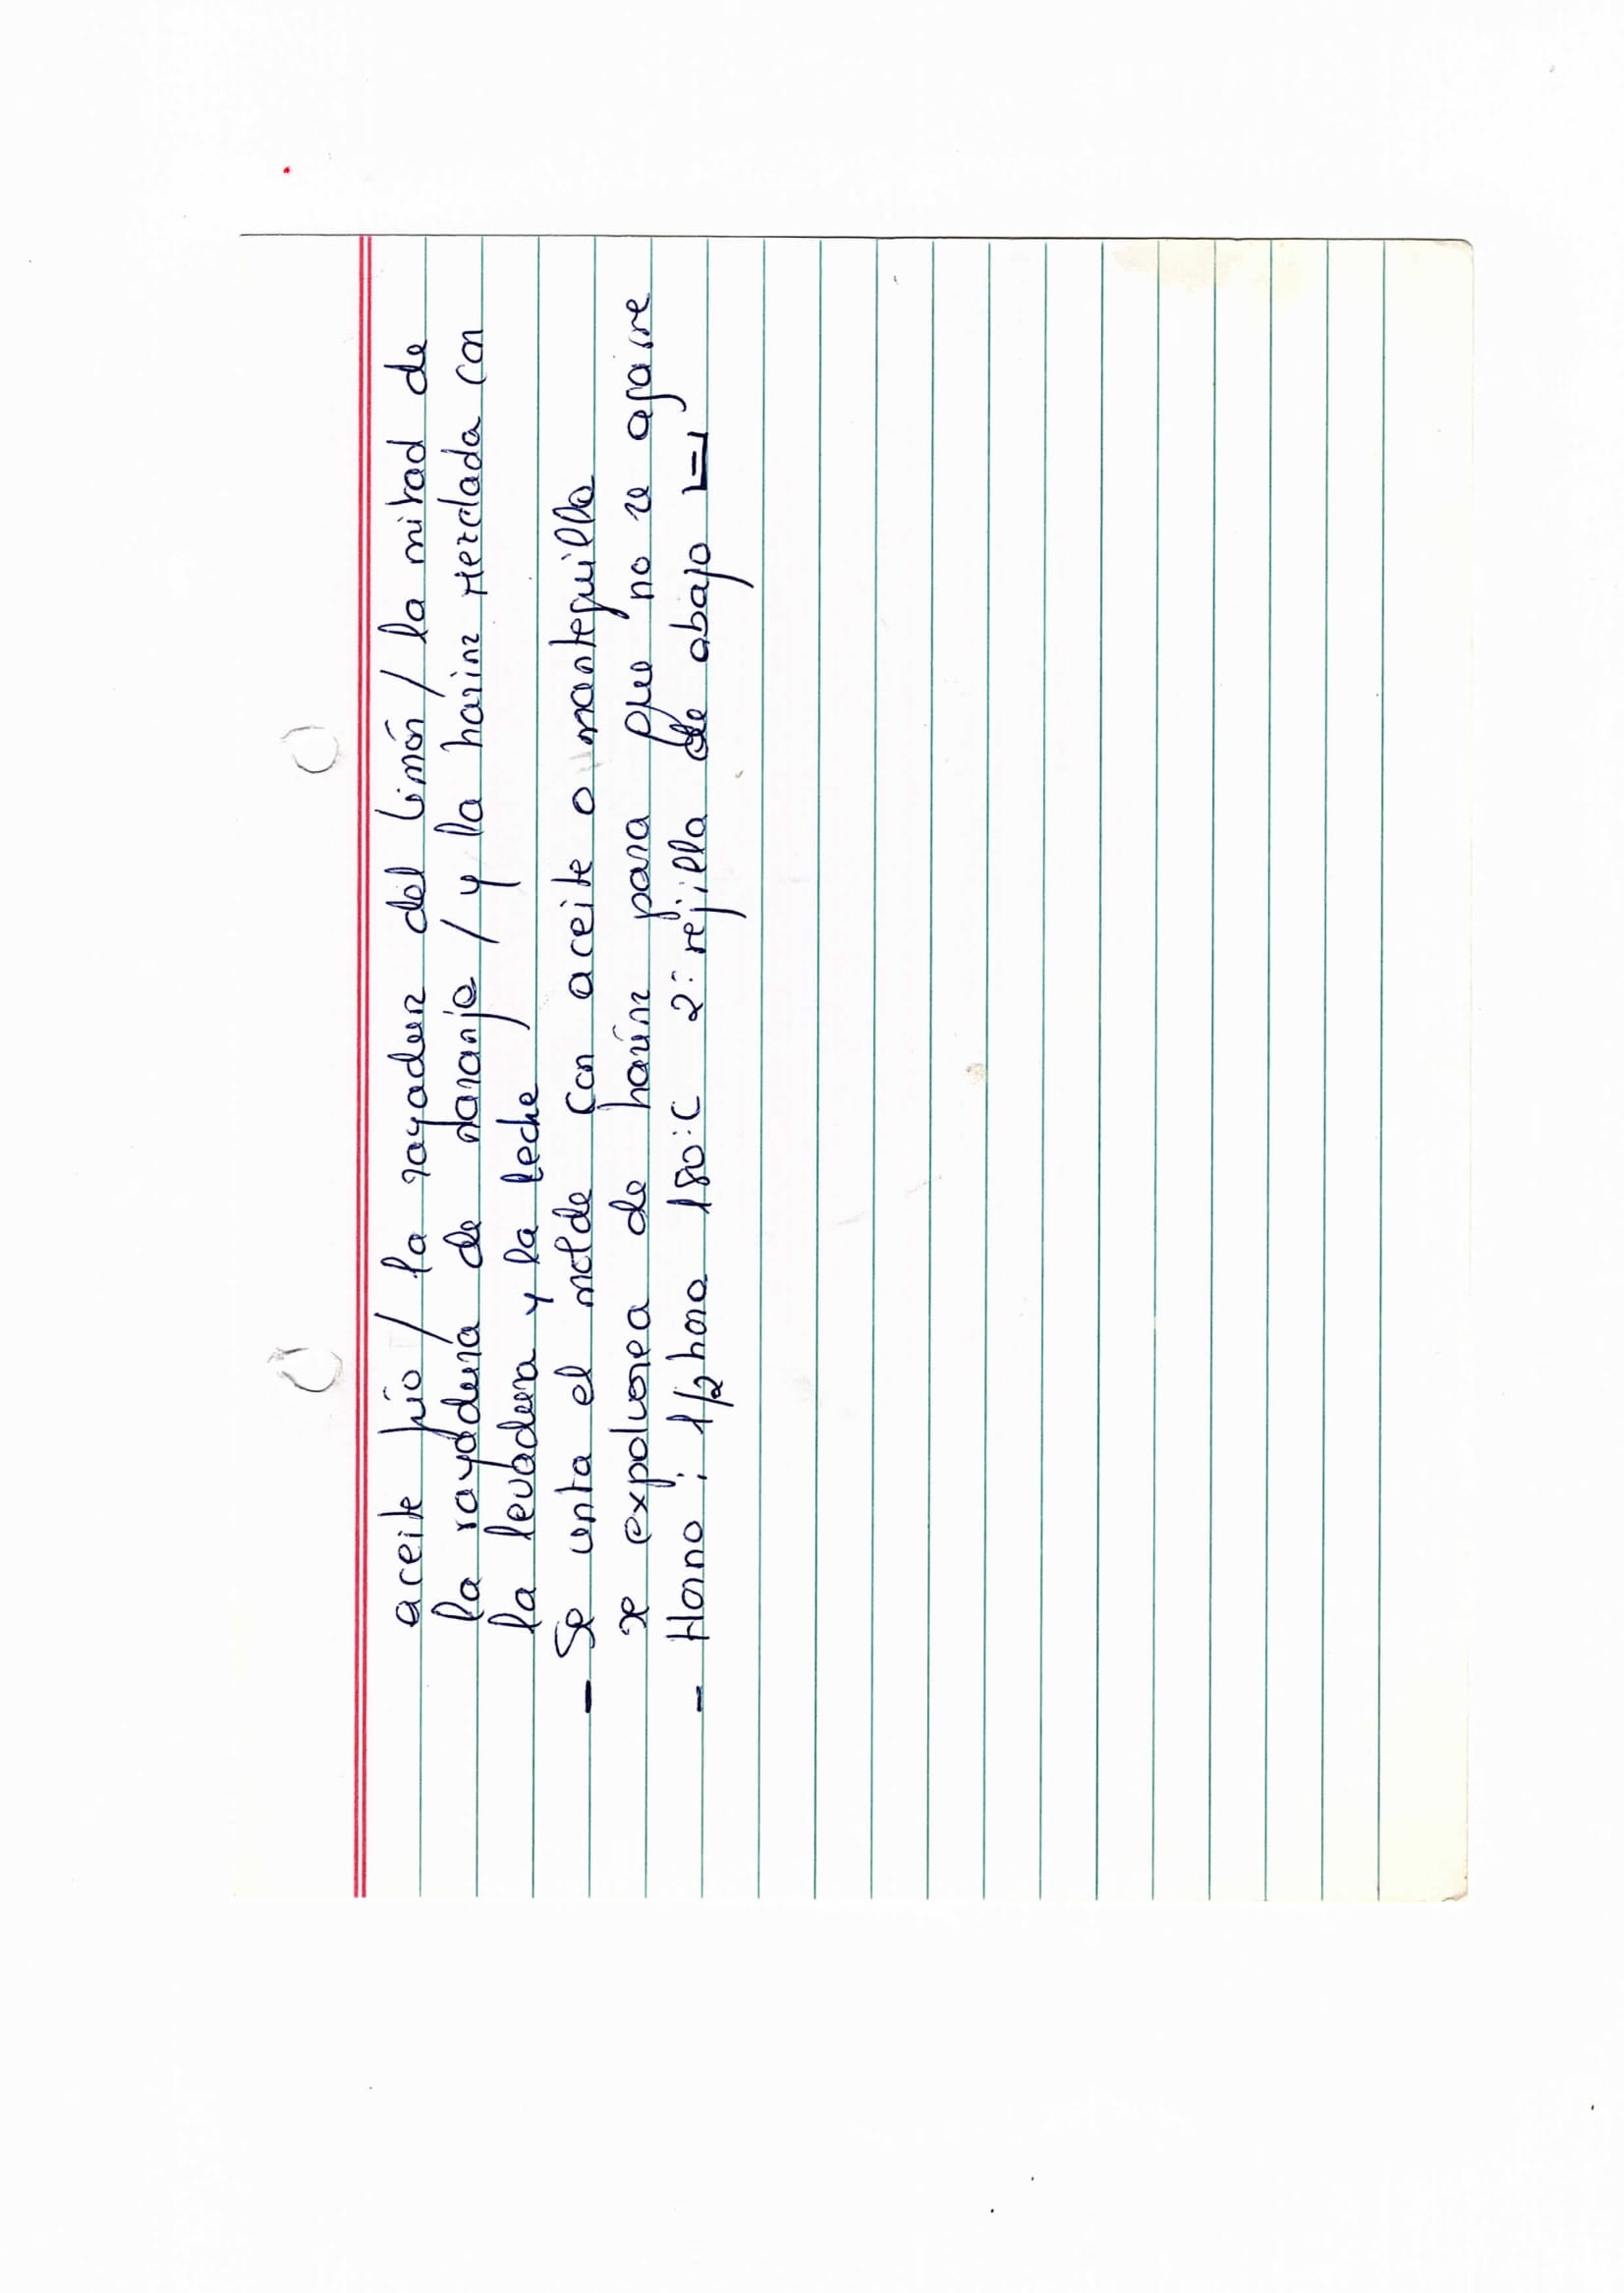 aceite frío / la rayadura del limón / la mitad de
la rayadura de naranja / y la harina mezclada con
la levadura y la leche
- Se unta el molde con aceite o mantequilla
se expolvorea de harina para que no se agarre
- Horno : 1/2 hora 180:C 2ª rejilla de abajo